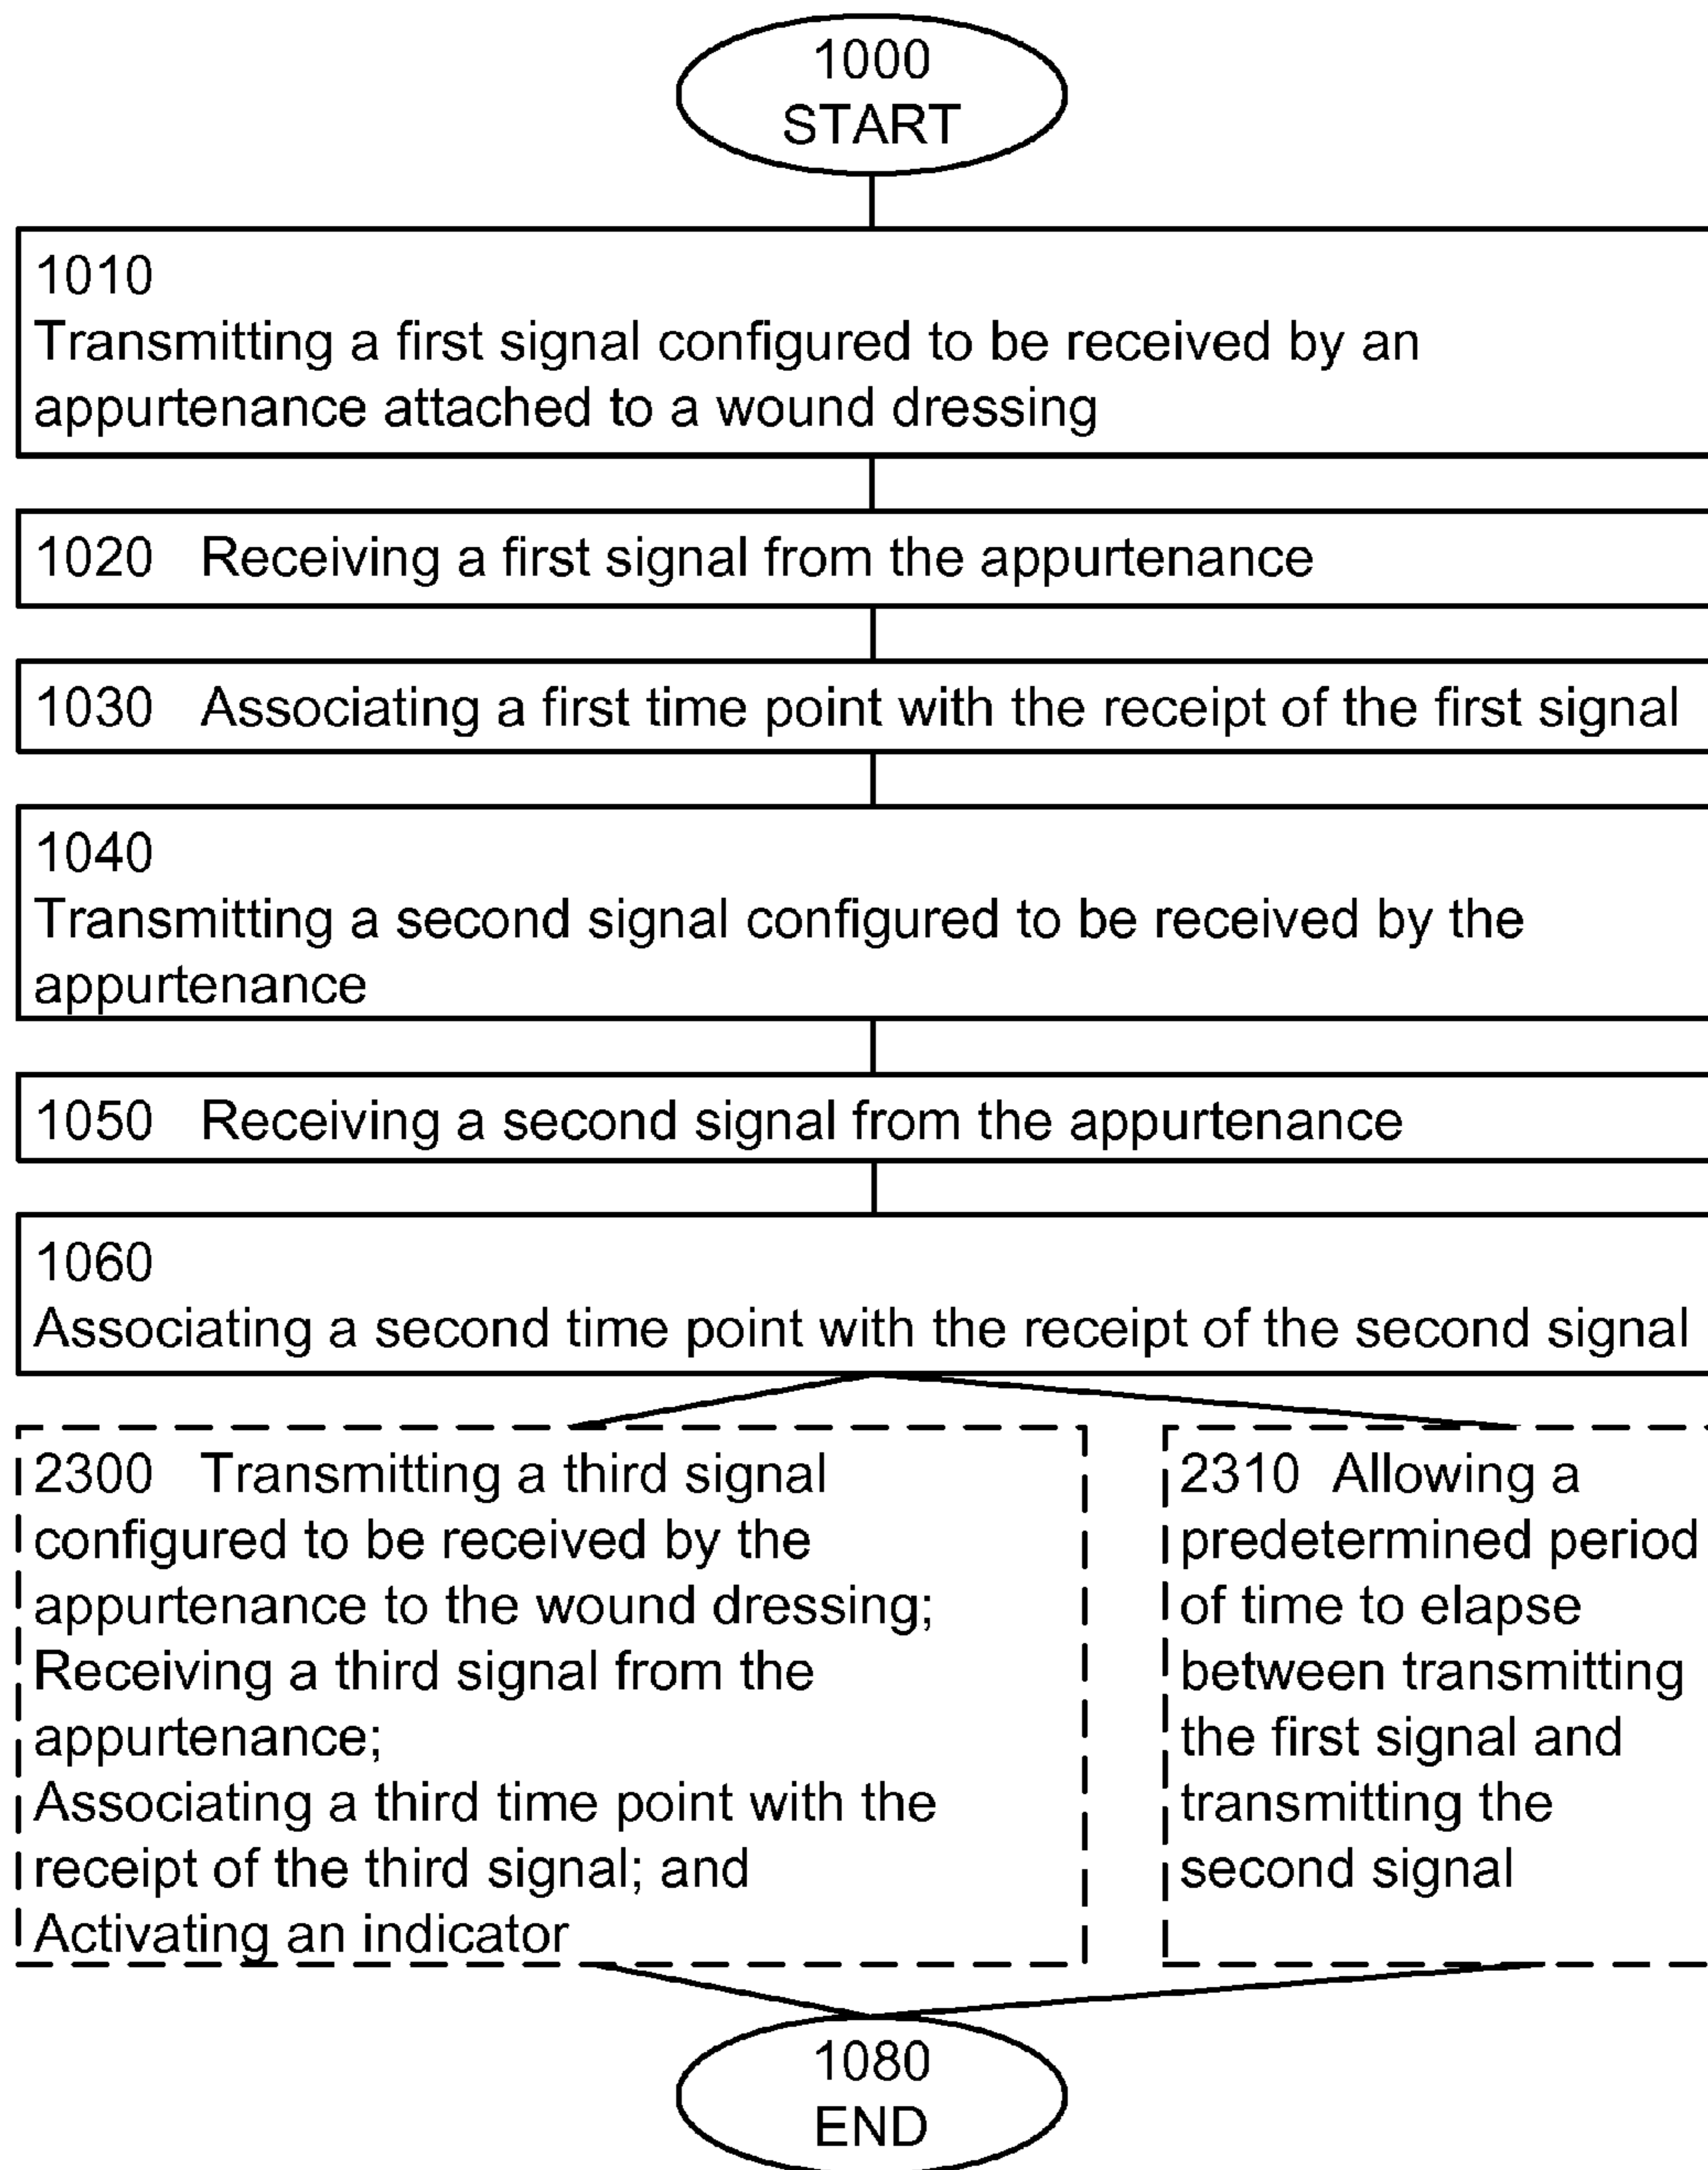 1000
START
1010
Transmitting a first signal configured to be received by an
appurtenance attached to a wound dressing
1020 Receiving a first signal from the appurtenance
1030 Associating a first time point with the receipt of the first signal
1040
Transmitting a second signal configured to be received by the
appurtenance
1050 Receiving a second signal from the appurtenance
1060
Associating a second time point with the receipt of the second signal
2300 Transmitting a third signal
configured to be received by the
appurtenance to the wound dressing;
Receiving a third signal from the
appurtenance;
Associating a third time point with the
receipt of the third signal; and
Activating an indicator
2310 Allowing a
predetermined period
of time to elapse
between transmitting
the first signal and
transmitting the
second signal
1080
END